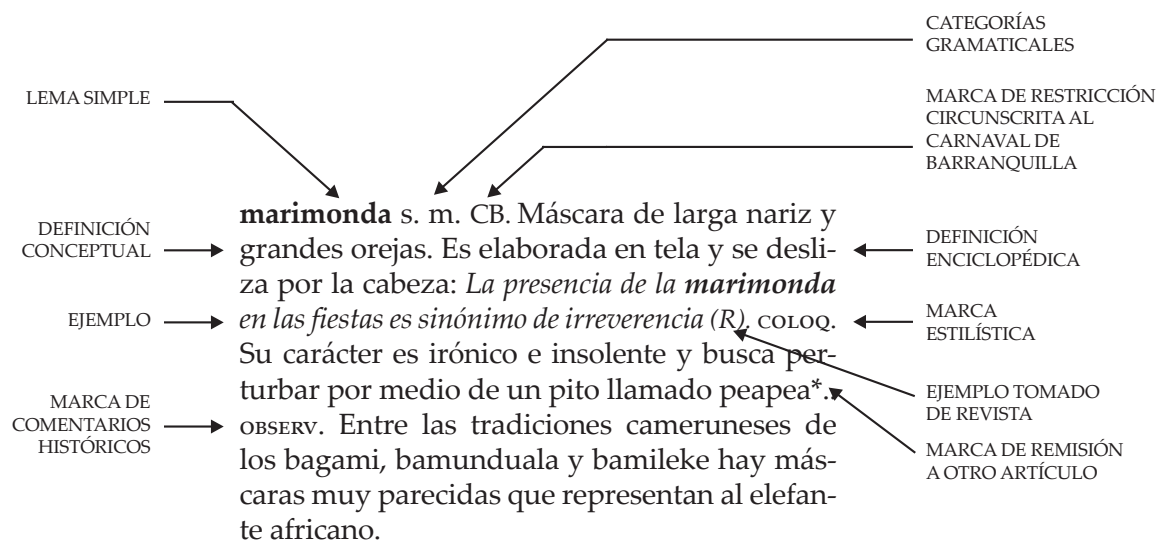 CATEGORÍAS
GRAMATICALES
LEMA SIMPLE
MARCA DE RESTRICCIÓN
CIRCUNSCRITA AL
CARNAVAL DE
BARRANQUILLA
DEFINICIÓN
CONCEPTUAL
EJEMPLO
MARCA DE
COMENTARIOS
HISTÓRICOS
marimonda s. m. CB. Máscara de larga nariz y
grandes orejas. Es elaborada en tela y se desli-
za por la cabeza: La presencia de la marimonda
en las fiestas es sinónimo de irreverencia (R). COLOQ.
Su carácter es irónico e insolente y busca per-
turbar por medio de un pito llamado peapea*.
OBSERV. Entre las tradiciones cameruneses de
los bagami, bamunduala y bamileke hay más-
caras muy parecidas que representan al elefan-
te africano.
DEFINICIÓN
ENCICLOPÉDICA
MARCA
ESTILÍSTICA
EJEMPLO TOMADO
DE REVISTA
MARCA DE REMISIÓN
A OTRO ARTÍCULO